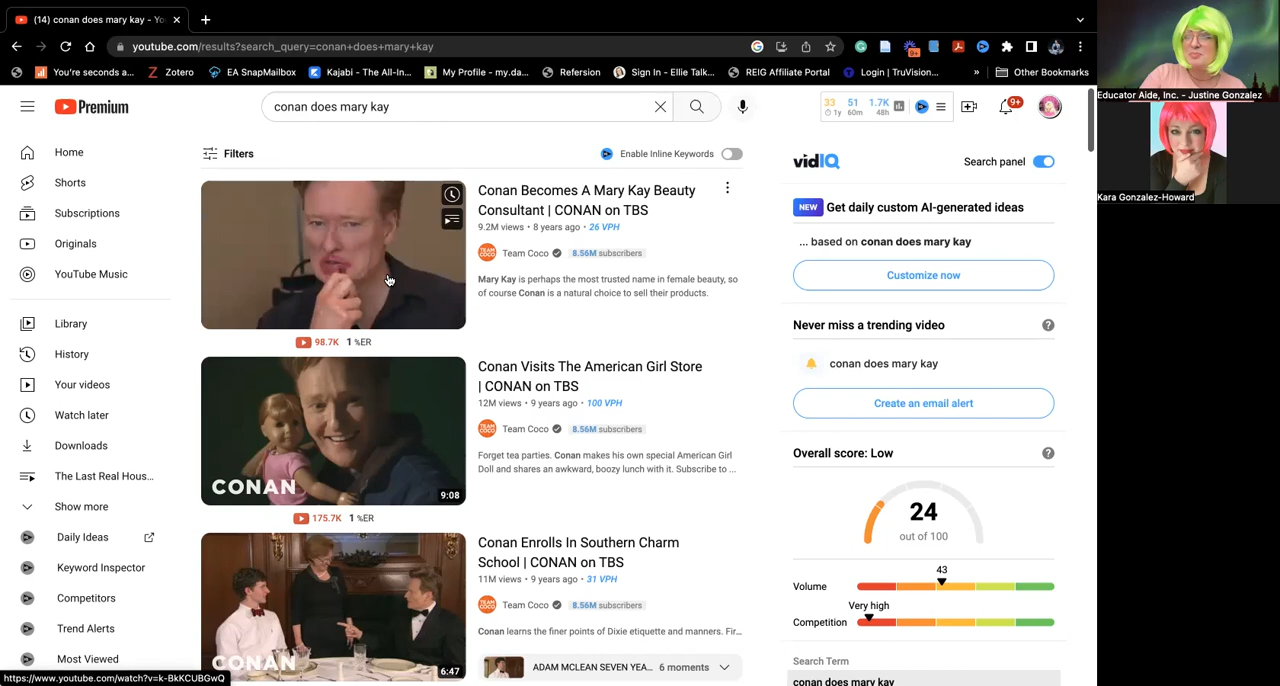 (14) conan does mary kay - Yo
youtube.com/results?search_query=conan+does+mary+kay
9+
You're seconds a...
Zotero
EA SnapMailbox
Kajabi - The All-In...
My Profile - my.da...
Refersion
Sign In - Ellie Talk...
REIG Affiliate Portal
Login | TruVision...
»
Other Bookmarks
Educator Aide, Inc. - Justine Gonzalez
Kara Gonzalez-Howard
Premium
conan does mary kay
33 51 1.7K
1y 60m 48h
9+
Home
Shorts
Subscriptions
Originals
YouTube Music
Library
History
Your videos
Watch later
Downloads
The Last Real Hous...
Show more
Daily Ideas
Keyword Inspector
Competitors
Trend Alerts
Most Viewed
https://www.youtube.com/watch?v=k-BkKCUBGwQ
Filters
Enable Inline Keywords
Conan Becomes A Mary Kay Beauty
Consultant | CONAN on TBS
9.2M views • 8 years ago • 26 VPH
TEAM COCO
Team Coco 8.56M subscribers
Mary Kay is perhaps the most trusted name in female beauty, so
of course Conan is a natural choice to sell their products.
98.7K 1 %ER
CONAN
9:08
Conan Visits The American Girl Store
| CONAN on TBS
12M views • 9 years ago • 100 VPH
TEAM COCO
Team Coco 8.56M subscribers
Forget tea parties. Conan makes his own special American Girl
Doll and shares an awkward, boozy lunch with it. Subscribe to ...
175.7K 1 %ER
CONAN
6:47
Conan Enrolls In Southern Charm
School | CONAN on TBS
11M views • 9 years ago • 31 VPH
TEAM COCO
Team Coco 8.56M subscribers
Conan learns the finer points of Dixie etiquette and manners. Fir...
ADAM MCLEAN SEVEN YEA... 6 moments
vidIQ
Search panel
NEW Get daily custom AI-generated ideas
... based on conan does mary kay
Customize now
Never miss a trending video
?
conan does mary kay
Create an email alert
Overall score: Low
?
24
out of 100
43
Volume
Very high
Competition
Search Term
conan does mary kay